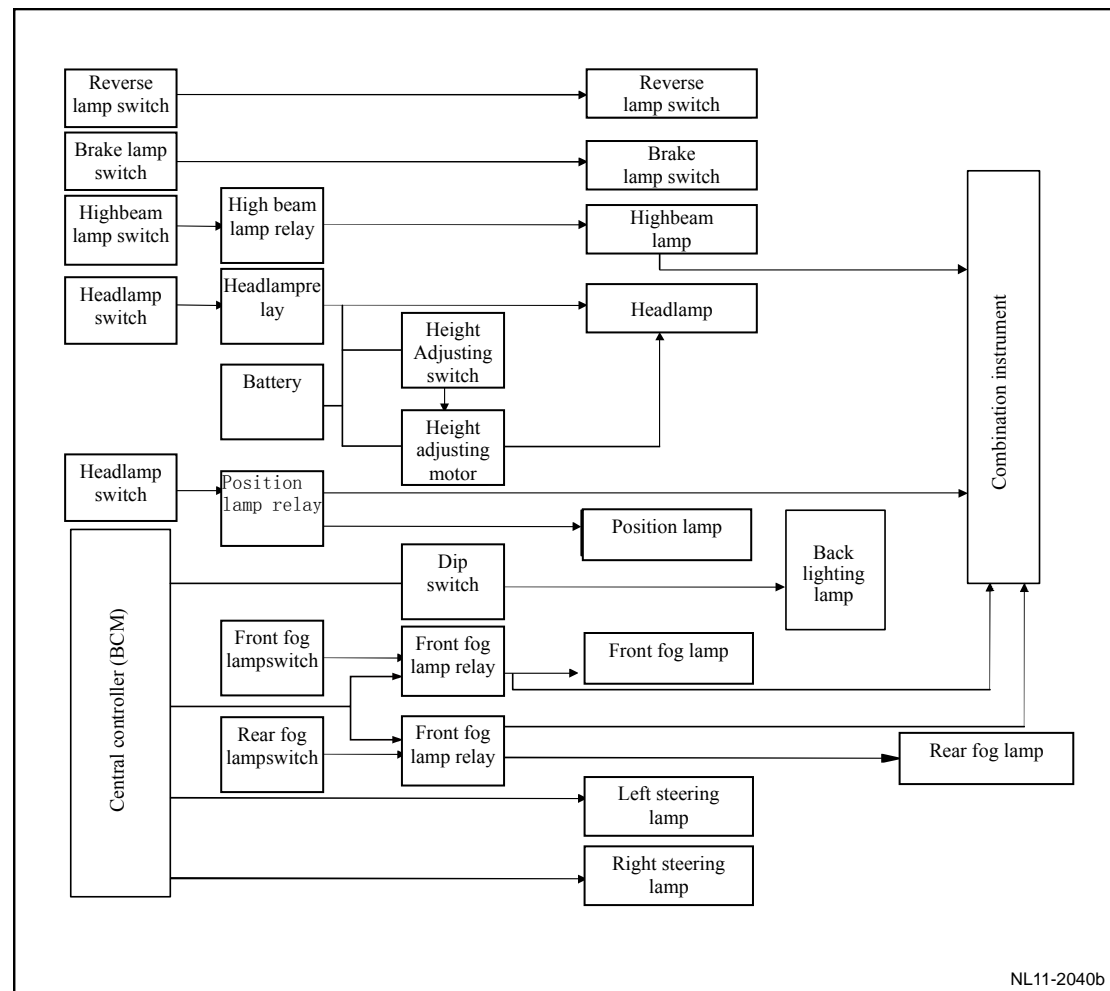 Reverse
lamp switch
Reverse
lamp switch
Brake lamp
switch
Brake
lamp switch
Highbeam
lamp switch
High beam
lamp relay
Highbeam
lamp
Headlamp
switch
Headlampre
lay
Headlamp
Height
Adjusting
switch
Battery
Height
adjusting
motor
Combination instrument
Headlamp
switch
Position
lamp relay
Position lamp
Back
lighting
lamp
Dip
switch
Central controller (BCM)
Front fog
lampswitch
Front fog
lamp relay
Front fog lamp
Rear fog
lampswitch
Front fog
lamp relay
Rear fog lamp
Left steering
lamp
Right steering
lamp
NL11-2040b